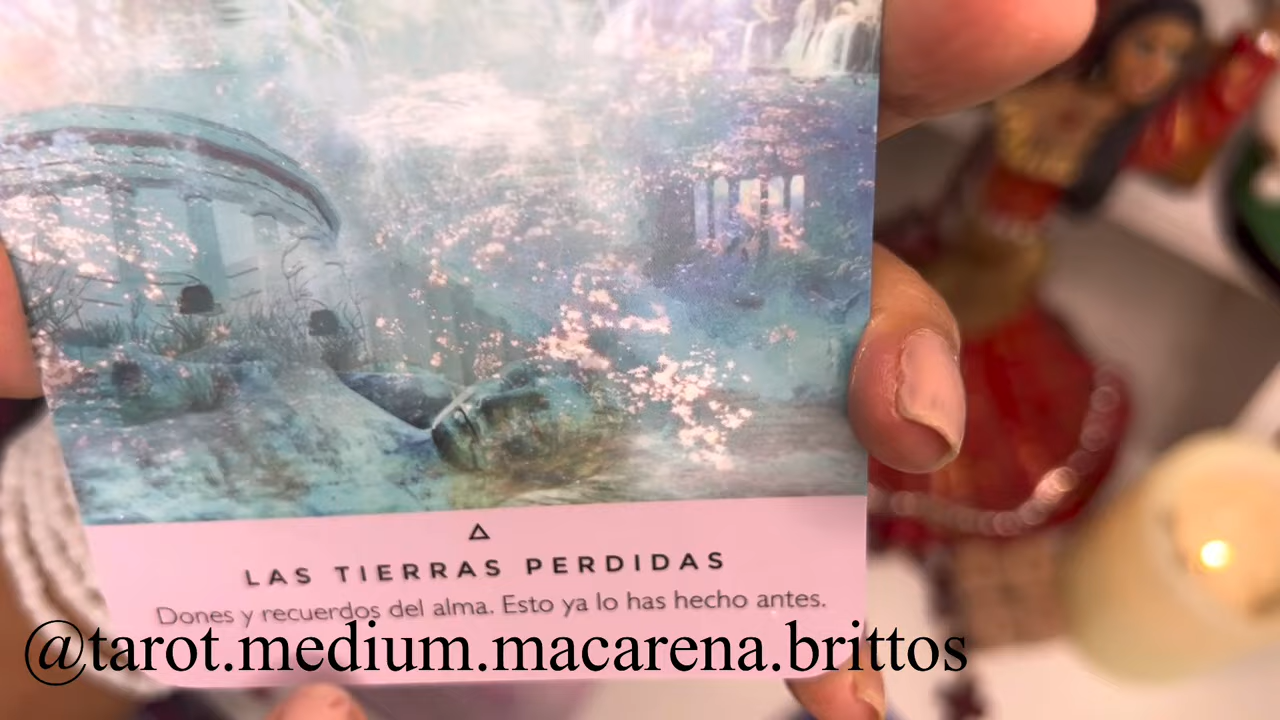 LAS TIERRAS PERDIDAS
Dones y recuerdos del alma. Esto ya lo has hecho antes.
@tarot.medium.macarena.brittos